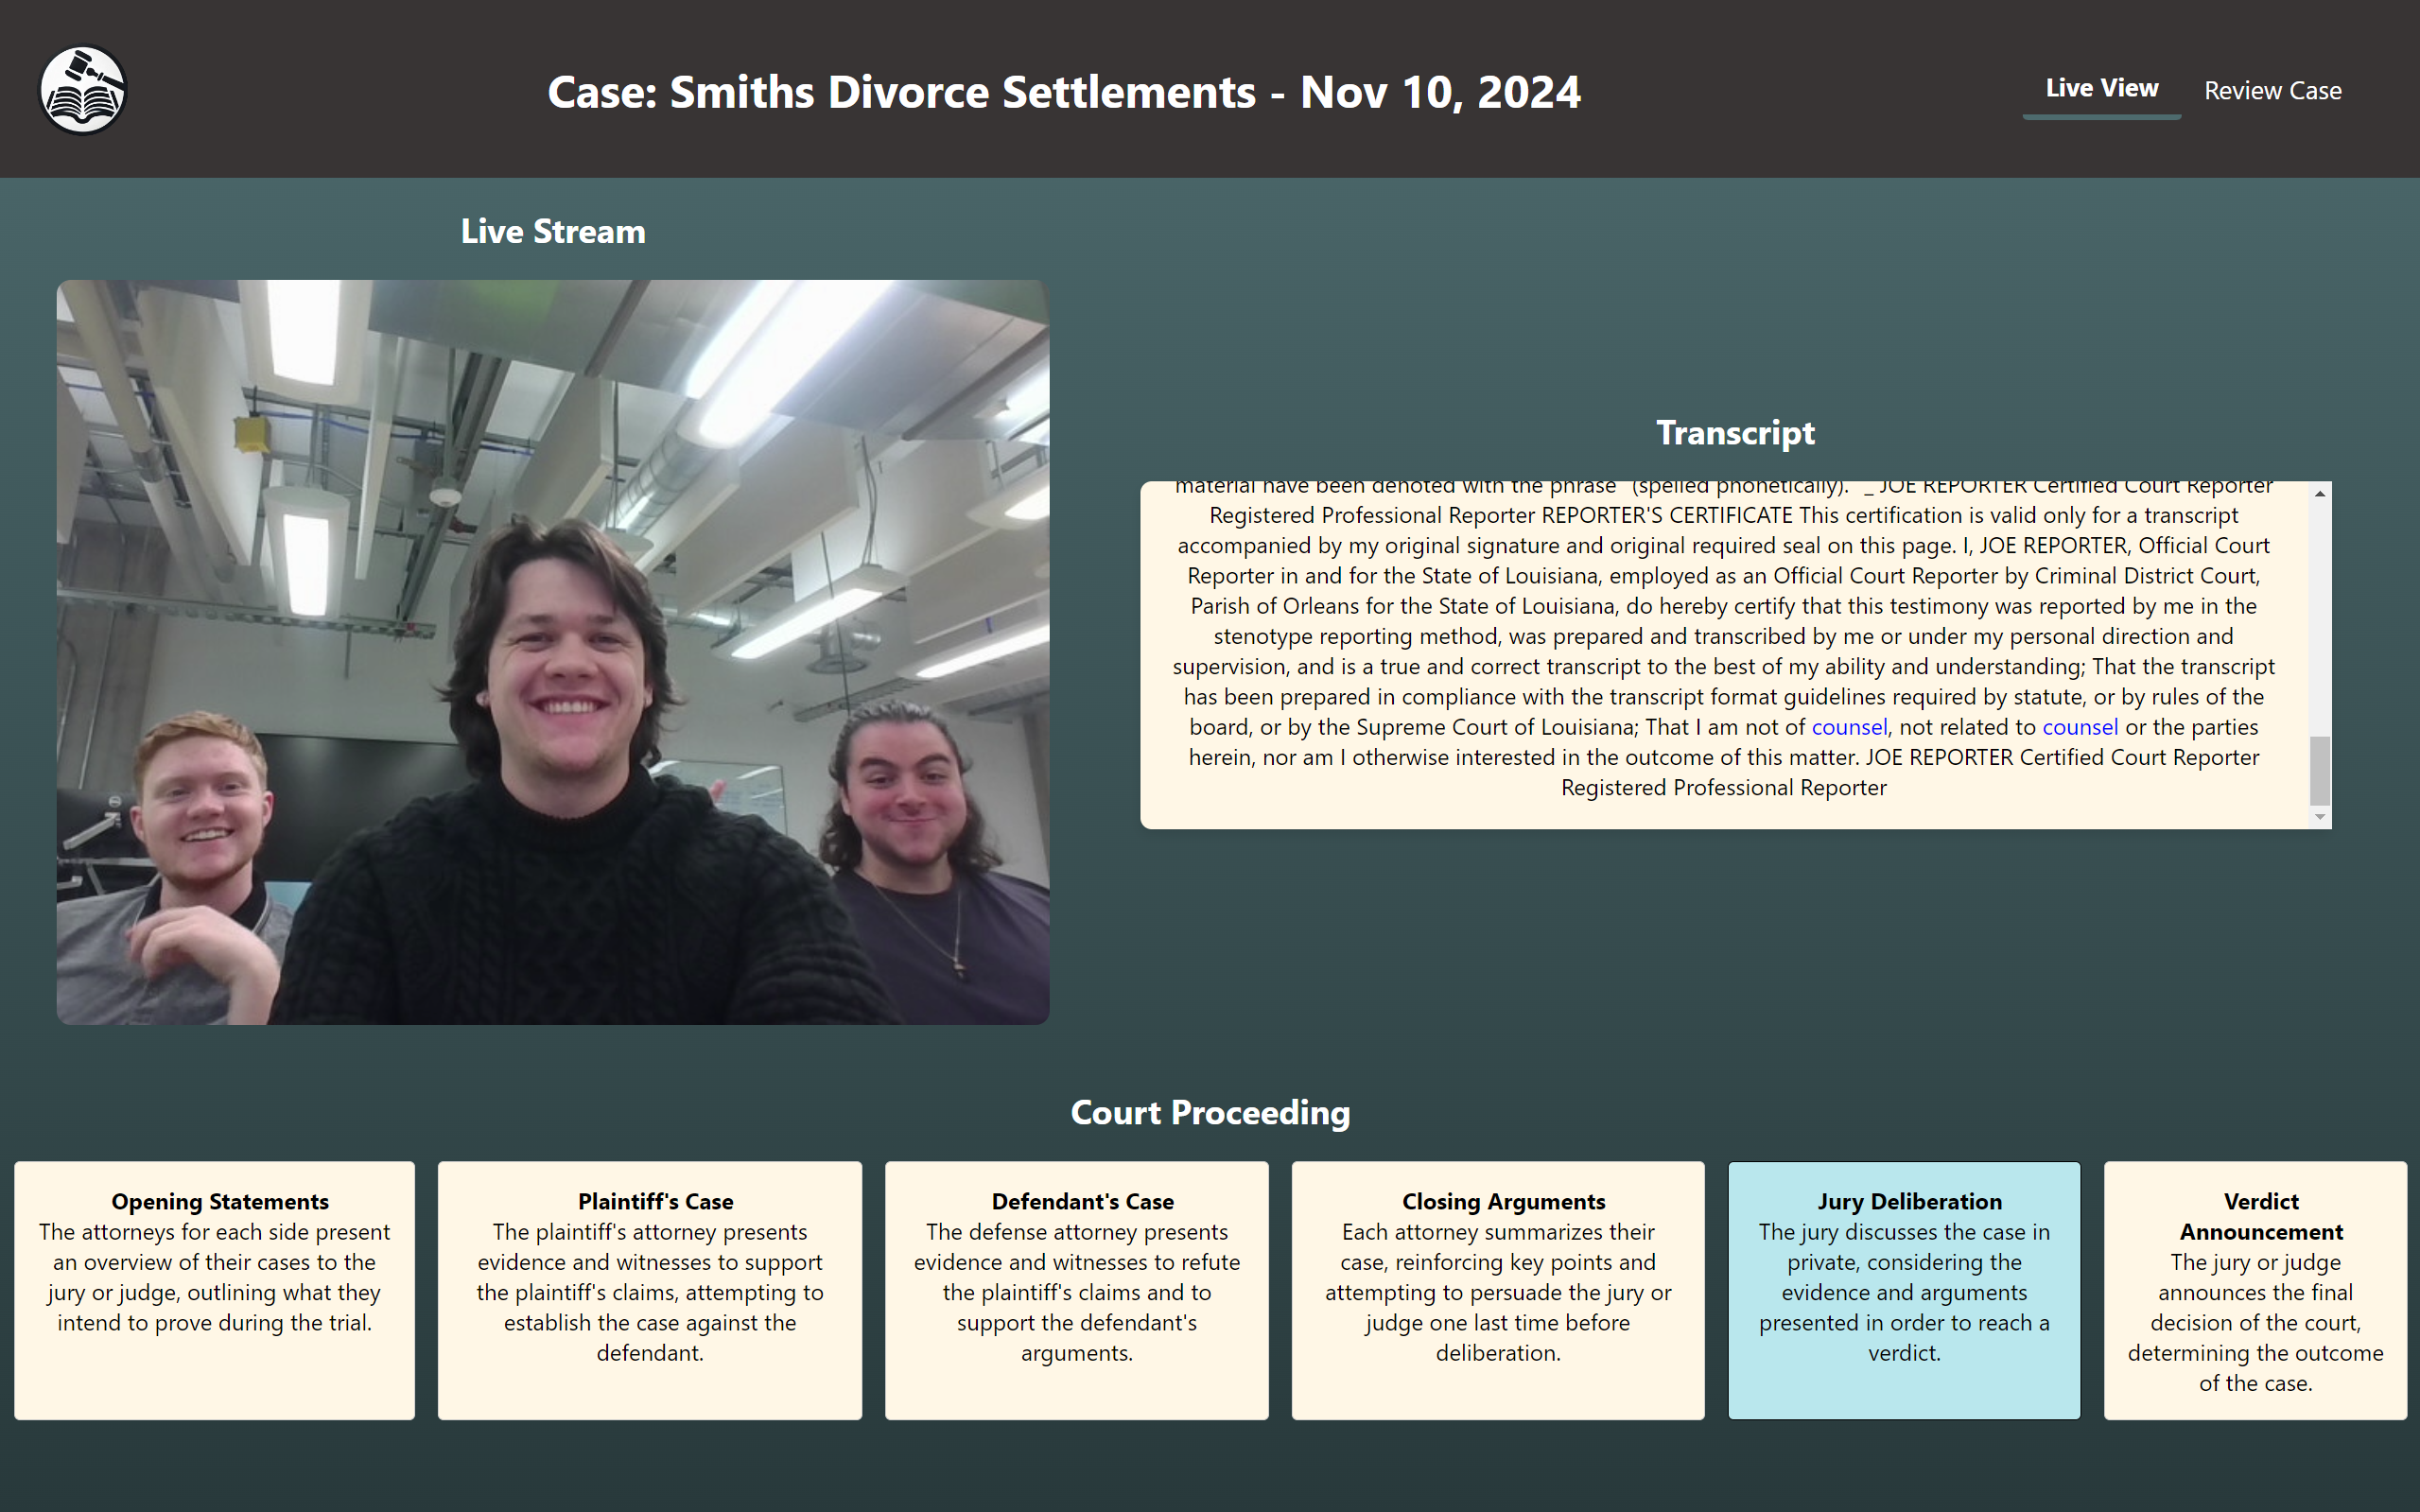 Case: Smiths Divorce Settlements - Nov 10, 2024
Live View
Review Case
Live Stream
Transcript
material have been denoted with the phrase "(spelled phonetically). " _ JOE REPORTER Certified Court Reporter
Registered Professional Reporter REPORTER'S CERTIFICATE This certification is valid only for a transcript
accompanied by my original signature and original required seal on this page. I, JOE REPORTER, Official Court
Reporter in and for the State of Louisiana, employed as an Official Court Reporter by Criminal District Court,
Parish of Orleans for the State of Louisiana, do hereby certify that this testimony was reported by me in the
stenotype reporting method, was prepared and transcribed by me or under my personal direction and
supervision, and is a true and correct transcript to the best of my ability and understanding; That the transcript
has been prepared in compliance with the transcript format guidelines required by statute, or by rules of the
board, or by the Supreme Court of Louisiana; That I am not of counsel, not related to counsel or the parties
herein, nor am I otherwise interested in the outcome of this matter. JOE REPORTER Certified Court Reporter
Registered Professional Reporter
Court Proceeding
Opening Statements
The attorneys for each side present
an overview of their cases to the
jury or judge, outlining what they
intend to prove during the trial.
Plaintiff's Case
The plaintiff's attorney presents
evidence and witnesses to support
the plaintiff's claims, attempting to
establish the case against the
defendant.
Defendant's Case
The defense attorney presents
evidence and witnesses to refute
the plaintiff's claims and to
support the defendant's
arguments.
Closing Arguments
Each attorney summarizes their
case, reinforcing key points and
attempting to persuade the jury or
judge one last time before
deliberation.
Jury Deliberation
The jury discusses the case in
private, considering the
evidence and arguments
presented in order to reach a
verdict.
Verdict
Announcement
The jury or judge
announces the final
decision of the court,
determining the outcome
of the case.